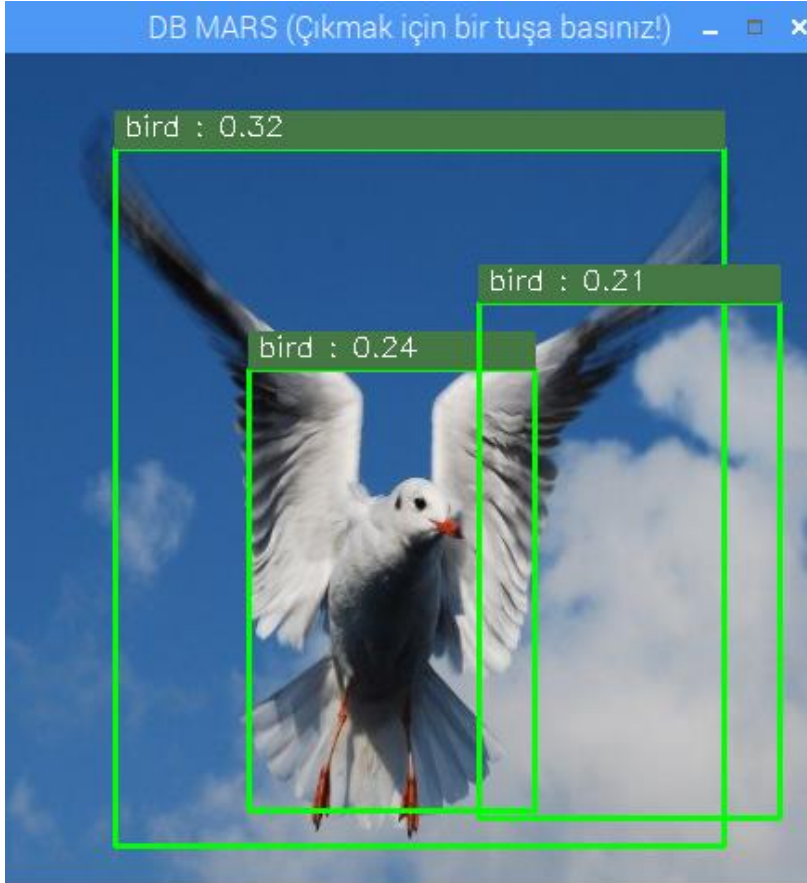 DB MARS (Çıkmak için bir tuşa basınız!)
bird : 0.32
bird : 0.21
bird : 0.24